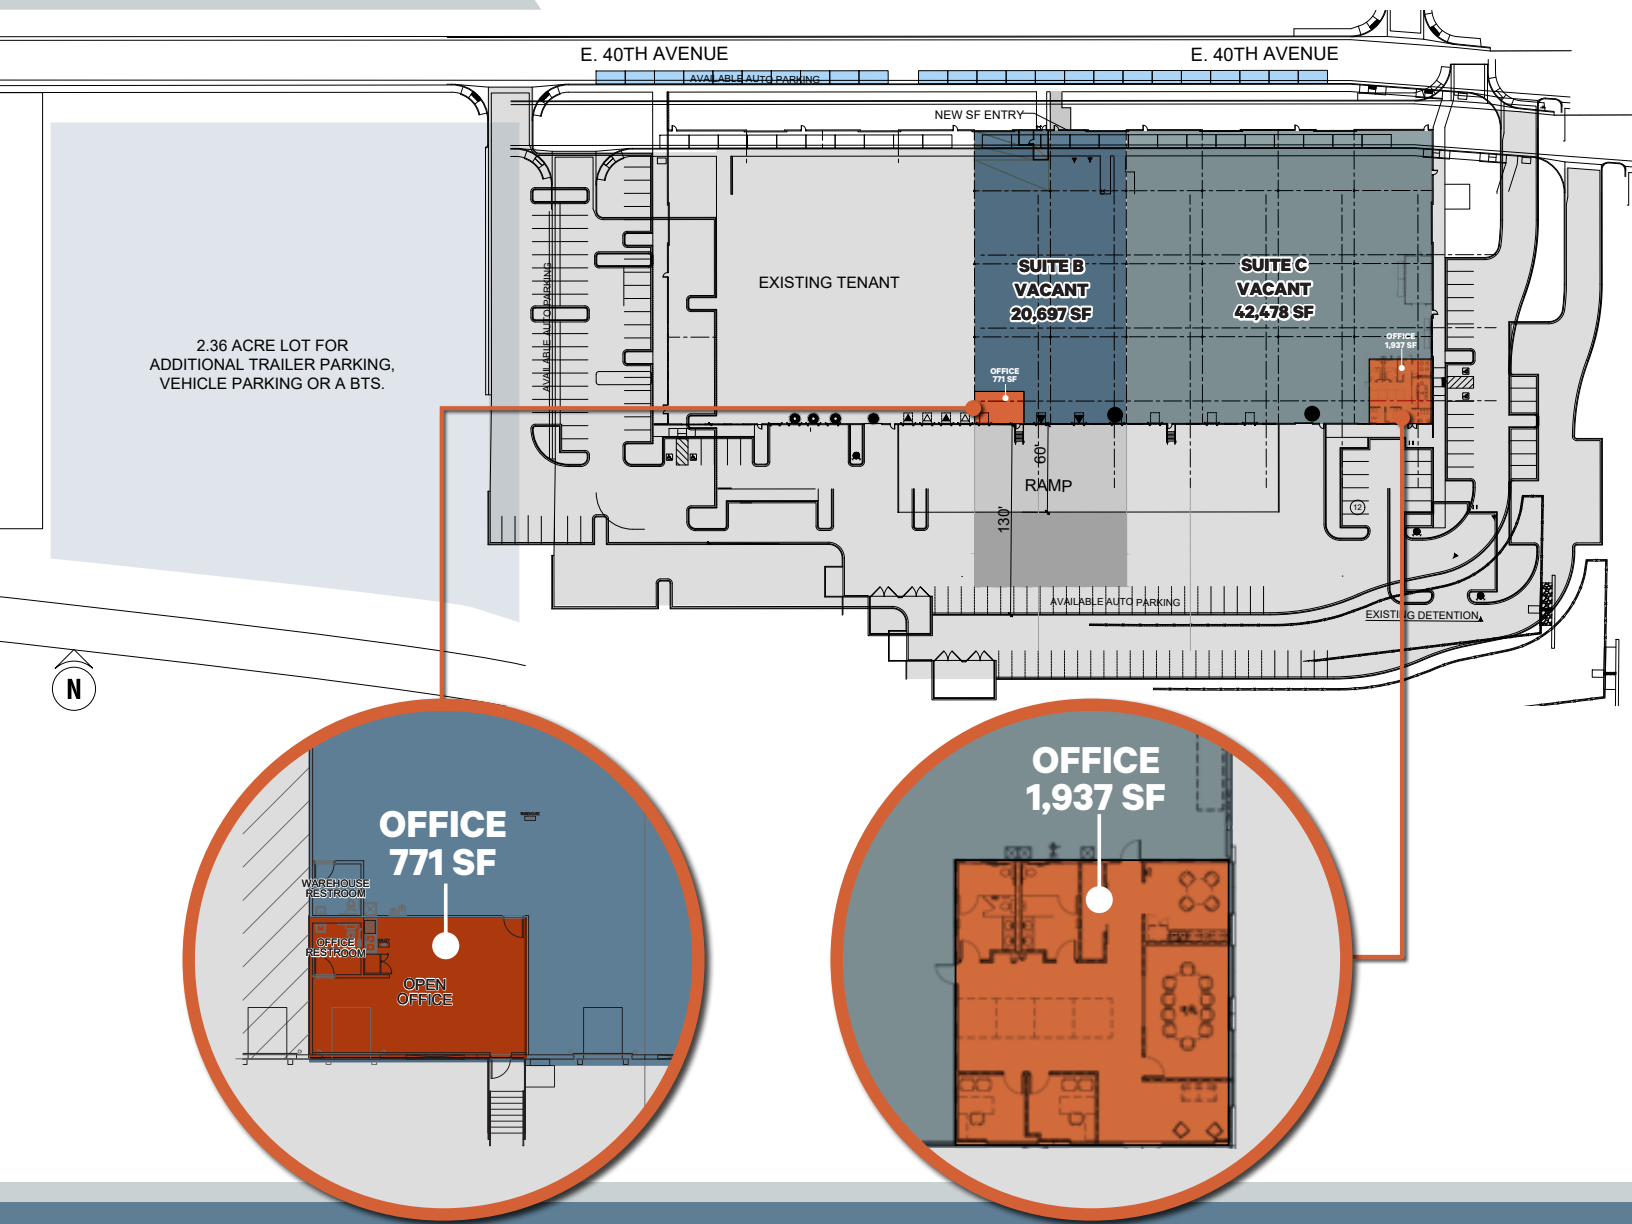 E. 40TH AVENUE
E. 40TH AVENUE
AVAILABLE AUTO PARKING
NEW SF ENTRY
EXISTING TENANT
SUITE B
VACANT
20,697 SF
SUITE C
VACANT
42,478 SF
2.36 ACRE LOT FOR
ADDITIONAL TRAILER PARKING,
VEHICLE PARKING OR A BTS.
AVAILABLE AUTO PARKING
OFFICE
771 SF
OFFICE
1,937 SF
60'
RAMP
130'
12
AVAILABLE AUTO PARKING
EXISTING DETENTION
N
OFFICE
771 SF
WAREHOUSE
RESTROOM
OFFICE
RESTROOM
OPEN
OFFICE
OFFICE
1,937 SF